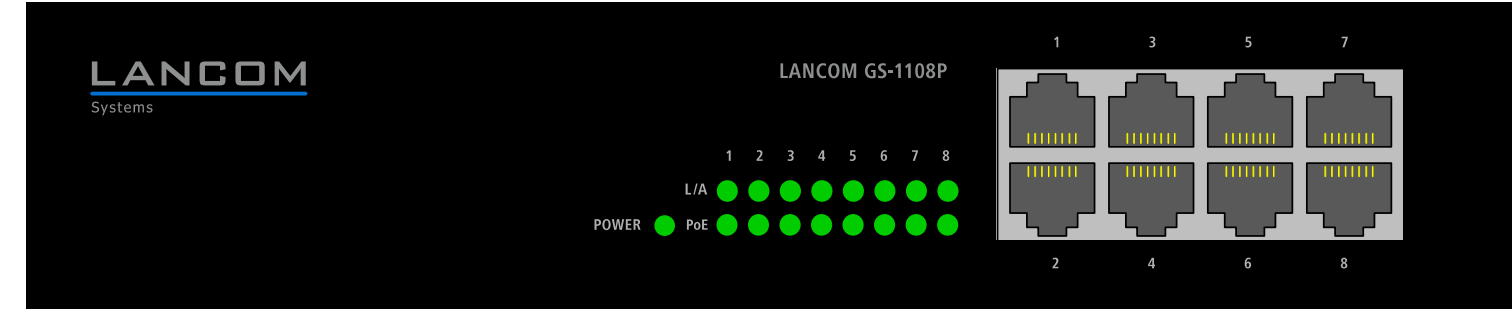 LANCOM
Systems
LANCOM GS-1108P
1 3 5 7
1 2 3 4 5 6 7 8
L/A
POWER PoE
2 4 6 8